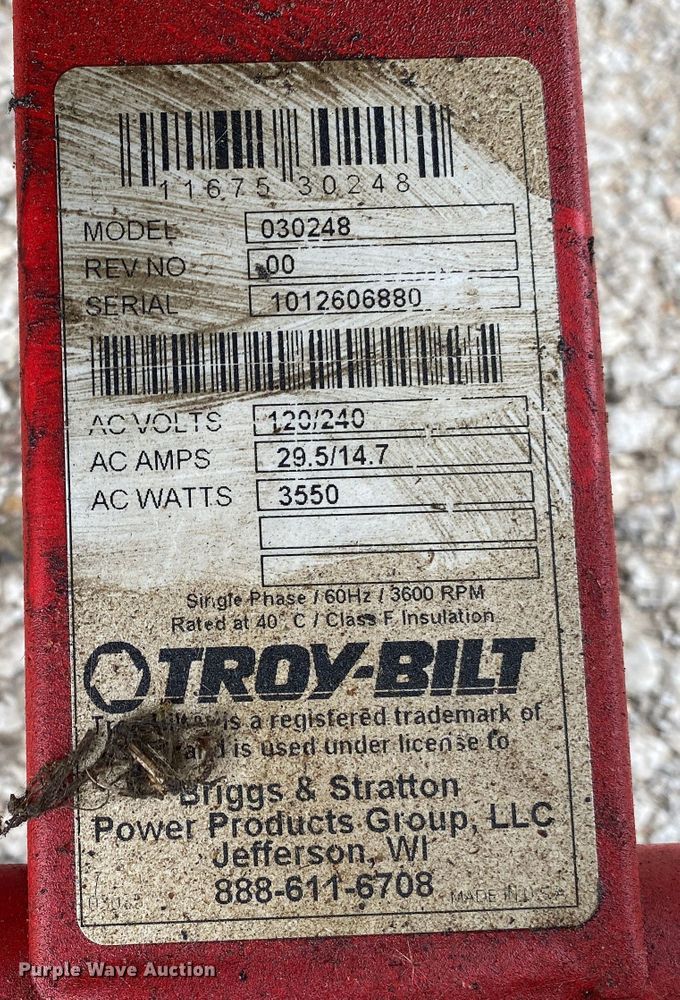 11675 30248
MODEL 030248
REV NO 00
SERIAL 1012606880
AC VOLTS 120/240
AC AMPS 29.5/14.7
AC WATTS 3550
Single Phase / 60Hz / 3600 RPM
Rated at 40° C / Class F Insulation
TROY-BILT
is a registered trademark of
and is used under license to
Briggs & Stratton
Power Products Group, LLC
Jefferson, WI
888-611-6708
MADE IN U.S.A.
Purple Wave Auction